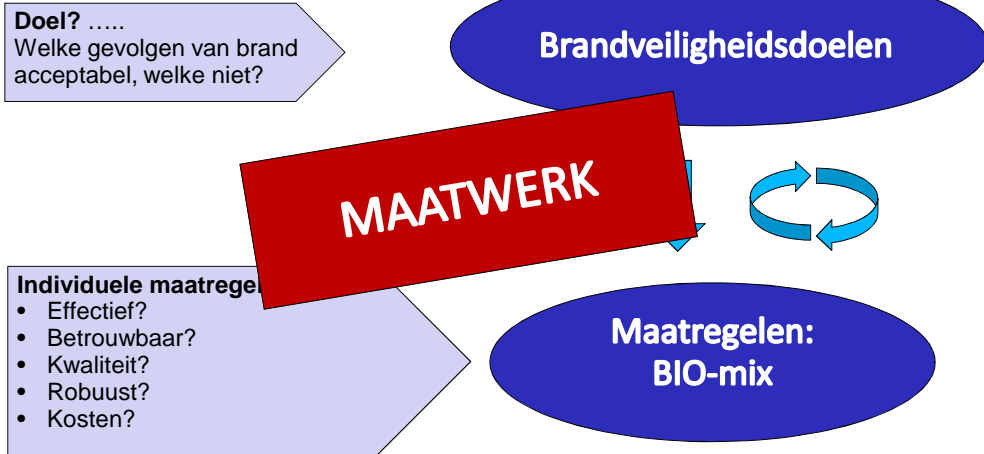 Doel? .....
Welke gevolgen van brand
acceptabel, welke niet?
Brandveiligheidsdoelen
MAATWERK
Individuele maatregel
• Effectief?
• Betrouwbaar?
• Kwaliteit?
• Robuust?
• Kosten?
Maatregelen:
BIO-mix